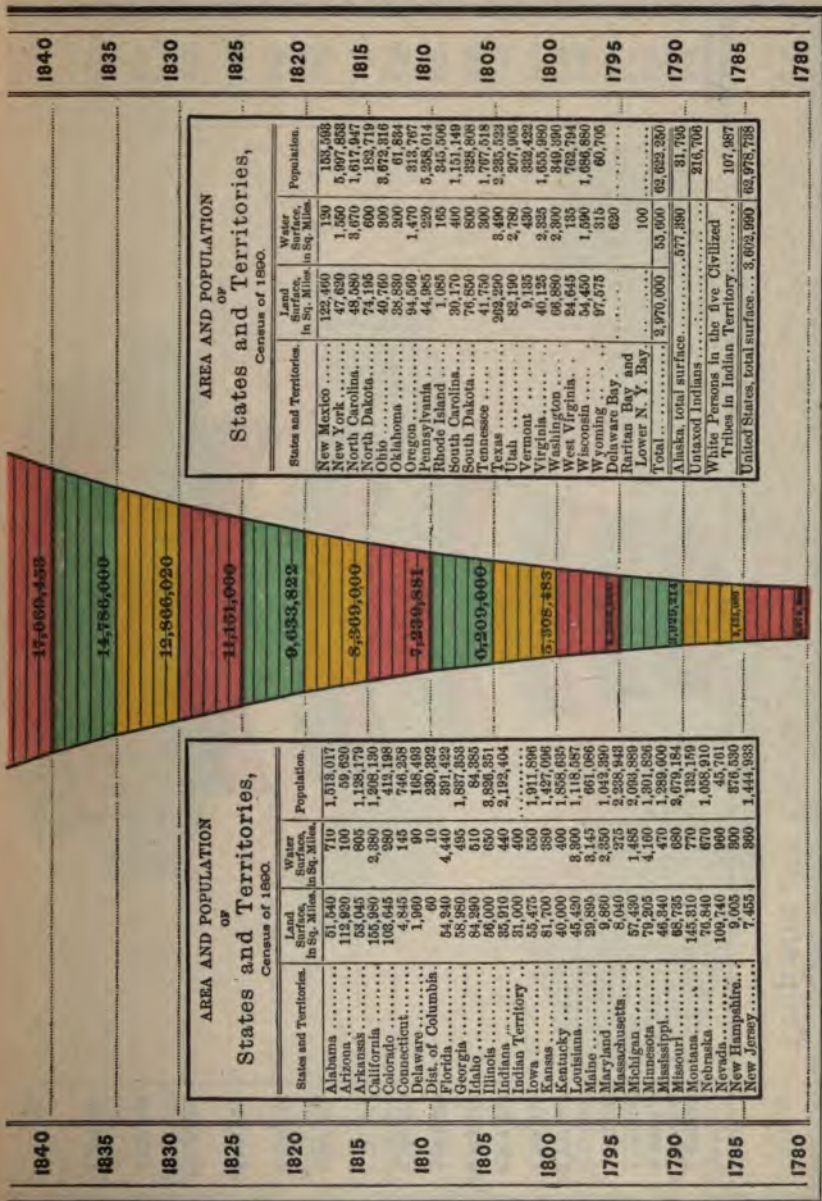 1840
1835
1830
1825
1820
1815
1810
1805
1800
1795
1790
1785
1780
AREA AND POPULATION
OF
States and Territories,
Census of 1890.
States and Territories. Land Surface, in Sq. Miles. Water Surface, in Sq. Miles. Population.
Alabama .......... 51,540 710 1,513,017
Arizona .......... 112,920 100 59,620
Arkansas .......... 53,045 805 1,128,179
California .......... 155,980 2,380 1,208,130
Colorado .......... 103,645 280 412,198
Connecticut .......... 4,845 145 746,258
Delaware .......... 1,960 90 168,493
Dist. of Columbia. 60 10 230,392
Florida .......... 54,240 4,440 391,422
Georgia .......... 58,980 495 1,837,353
Idaho .......... 84,290 510 84,385
Illinois .......... 56,000 650 3,826,351
Indiana .......... 35,910 440 2,192,404
Indian Territory .. 31,000 400 ..........
Iowa .......... 55,475 550 1,911,896
Kansas .......... 81,700 380 1,427,096
Kentucky .......... 40,000 400 1,858,635
Louisiana .......... 45,420 3,300 1,118,587
Maine .......... 29,895 3,145 661,086
Maryland .......... 9,860 2,350 1,042,390
Massachusetts .......... 8,040 275 2,238,943
Michigan .......... 57,430 1,485 2,093,889
Minnesota .......... 79,205 4,160 1,301,826
Mississippi .......... 46,340 470 1,289,600
Missouri .......... 68,735 680 2,679,184
Montana .......... 145,310 770 132,159
Nebraska .......... 76,840 670 1,058,910
Nevada .......... 109,740 960 45,761
New Hampshire... 9,005 300 376,530
New Jersey .......... 7,455 360 1,444,933
17,069,453
14,786,000
12,866,020
11,151,000
9,633,822
8,369,000
7,239,881
6,209,000
5,308,483
3,929,214
AREA AND POPULATION
OF
States and Territories,
Census of 1890.
States and Territories. Land Surface, in Sq. Miles. Water Surface, in Sq. Miles. Population.
New Mexico .......... 122,460 120 153,593
New York .......... 47,620 1,550 5,997,853
North Carolina.... 48,580 3,670 1,617,947
North Dakota..... 74,195 600 182,719
Ohio .......... 40,760 300 3,672,316
Oklahoma .......... 38,830 200 61,834
Oregon .......... 94,560 1,470 313,767
Pennsylvania .... 44,985 220 5,258,014
Rhode Island .... 1,085 165 345,506
South Carolina.... 30,170 400 1,151,149
South Dakota..... 76,850 800 328,808
Tennessee .......... 41,750 300 1,767,518
Texas .......... 262,290 3,490 2,235,523
Utah .......... 82,190 2,780 207,905
Vermont .......... 9,135 430 332,422
Virginia .......... 40,125 2,325 1,655,980
Washington .......... 66,880 2,300 349,390
West Virginia.... 24,645 135 762,794
Wisconsin .......... 54,450 1,590 1,686,880
Wyoming .......... 97,575 315 60,705
Delaware Bay .......... 620 ..........
Raritan Bay and
Lower N. Y. Bay .......... 100 ..........
Total .......... 2,970,000 55,600 62,622,250
Alaska, total surface..........577,390 31,795
Untaxed Indians .......... 216,706
White Persons in the five Civilized
Tribes in Indian Territory .......... 107,987
United States, total surface... 3,602,990 62,978,738
1840
1835
1830
1825
1820
1815
1810
1805
1800
1795
1790
1785
1780